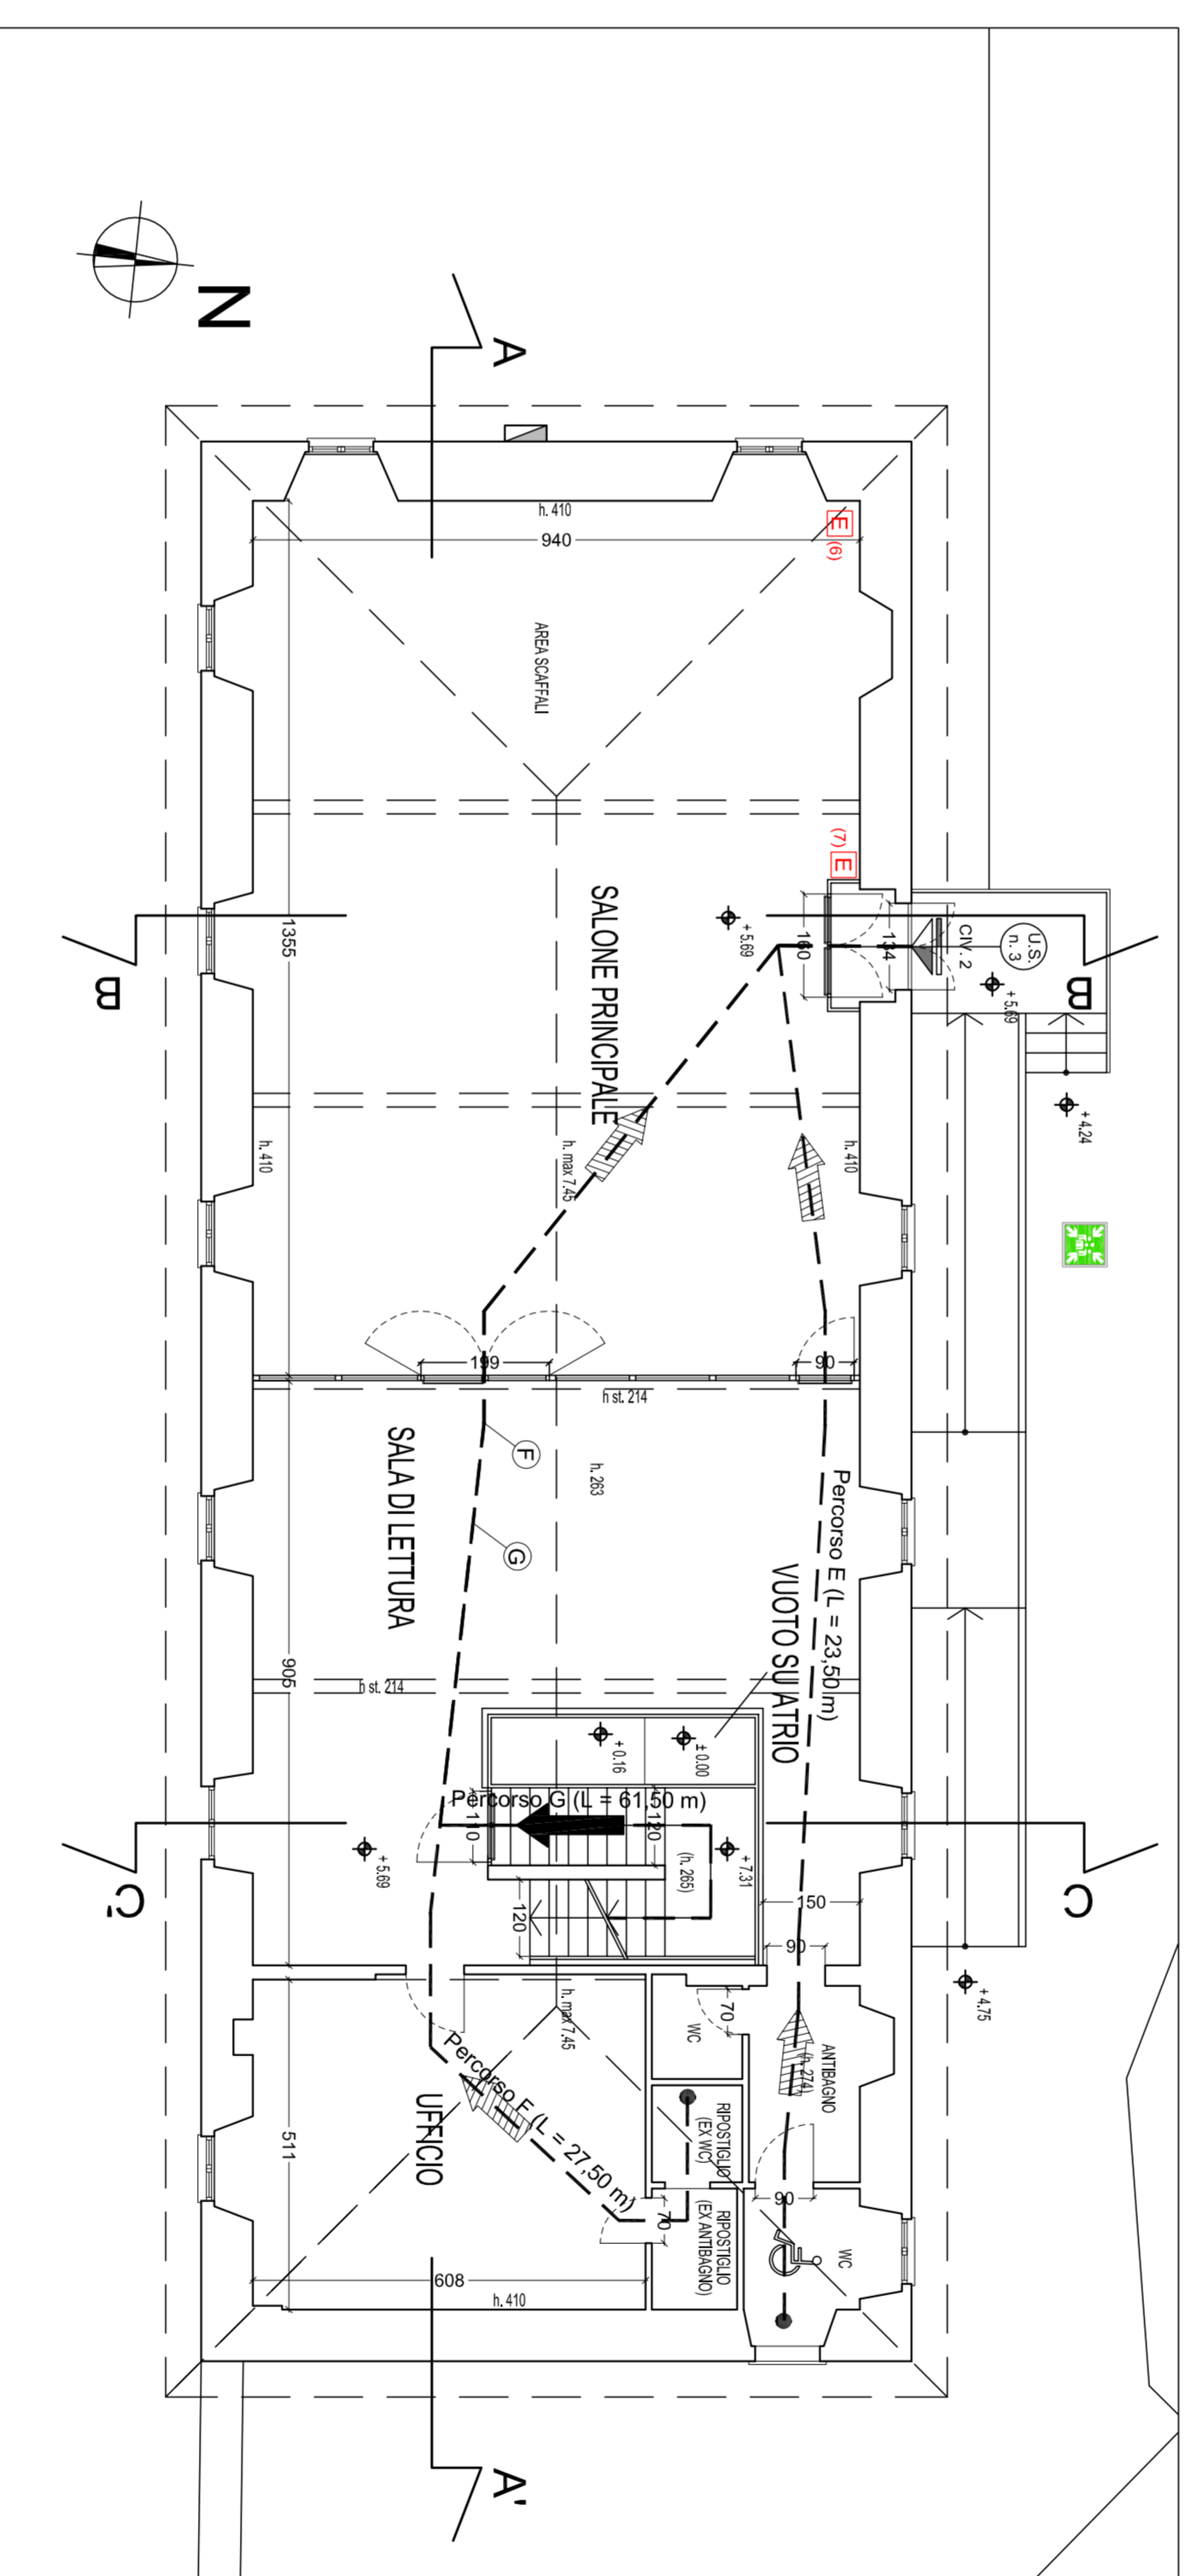 N
A
h. 410
940
E
(6)
AREA SCAFFALI
(7)
E
SALONE PRINCIPALE
+ 5.69
160
134
CIV. 2
U.S.
n. 3
+ 5.69
B
B
1355
+ 4.24
h. 410
h. max 7.45
h. 410
199
90
h st. 214
F
h. 263
G
SALA DI LETTURA
Percorso E (L = 23,50 m)
VUOTO SU ATRIO
905
h st. 214
+ 0.16
± 0.00
Percorso G (L = 61,50 m)
110
120
(h. 265)
+ 7.31
+ 5.69
C'
C
120
150
90
+ 4.75
h. max 7.45
70
WC
ANTIBAGNO
(h. 274)
Percorso F (L = 27,50 m)
UFFICIO
511
RIPOSTIGLIO
(EX WC)
70
RIPOSTIGLIO
(EX ANTIBAGNO)
90
WC
608
h. 410
A'